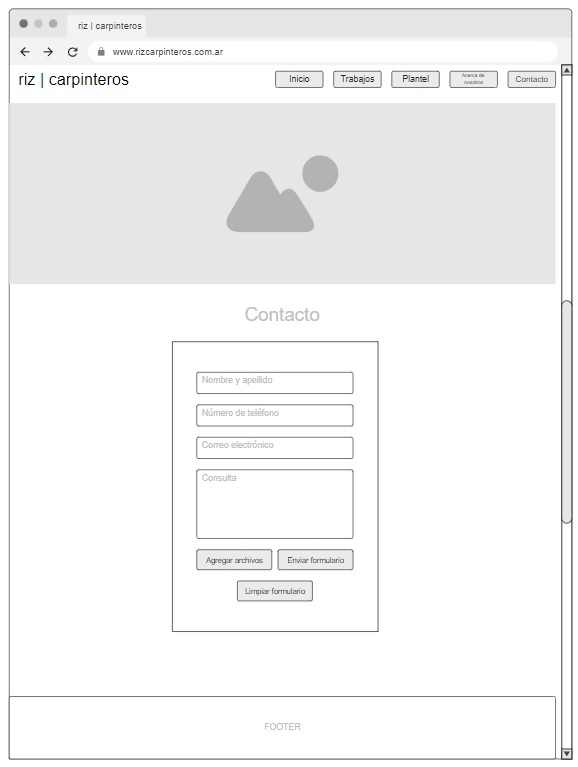 riz | carpinteros
www.rizcarpinteros.com.ar
riz | carpinteros
Inicio
Trabajos
Plantel
Acerca de
nosotros
Contacto
Contacto
Nombre y apellido
Número de teléfono
Correo electrónico
Consulta
Agregar archivos
Enviar formulario
Limpiar formulario
FOOTER